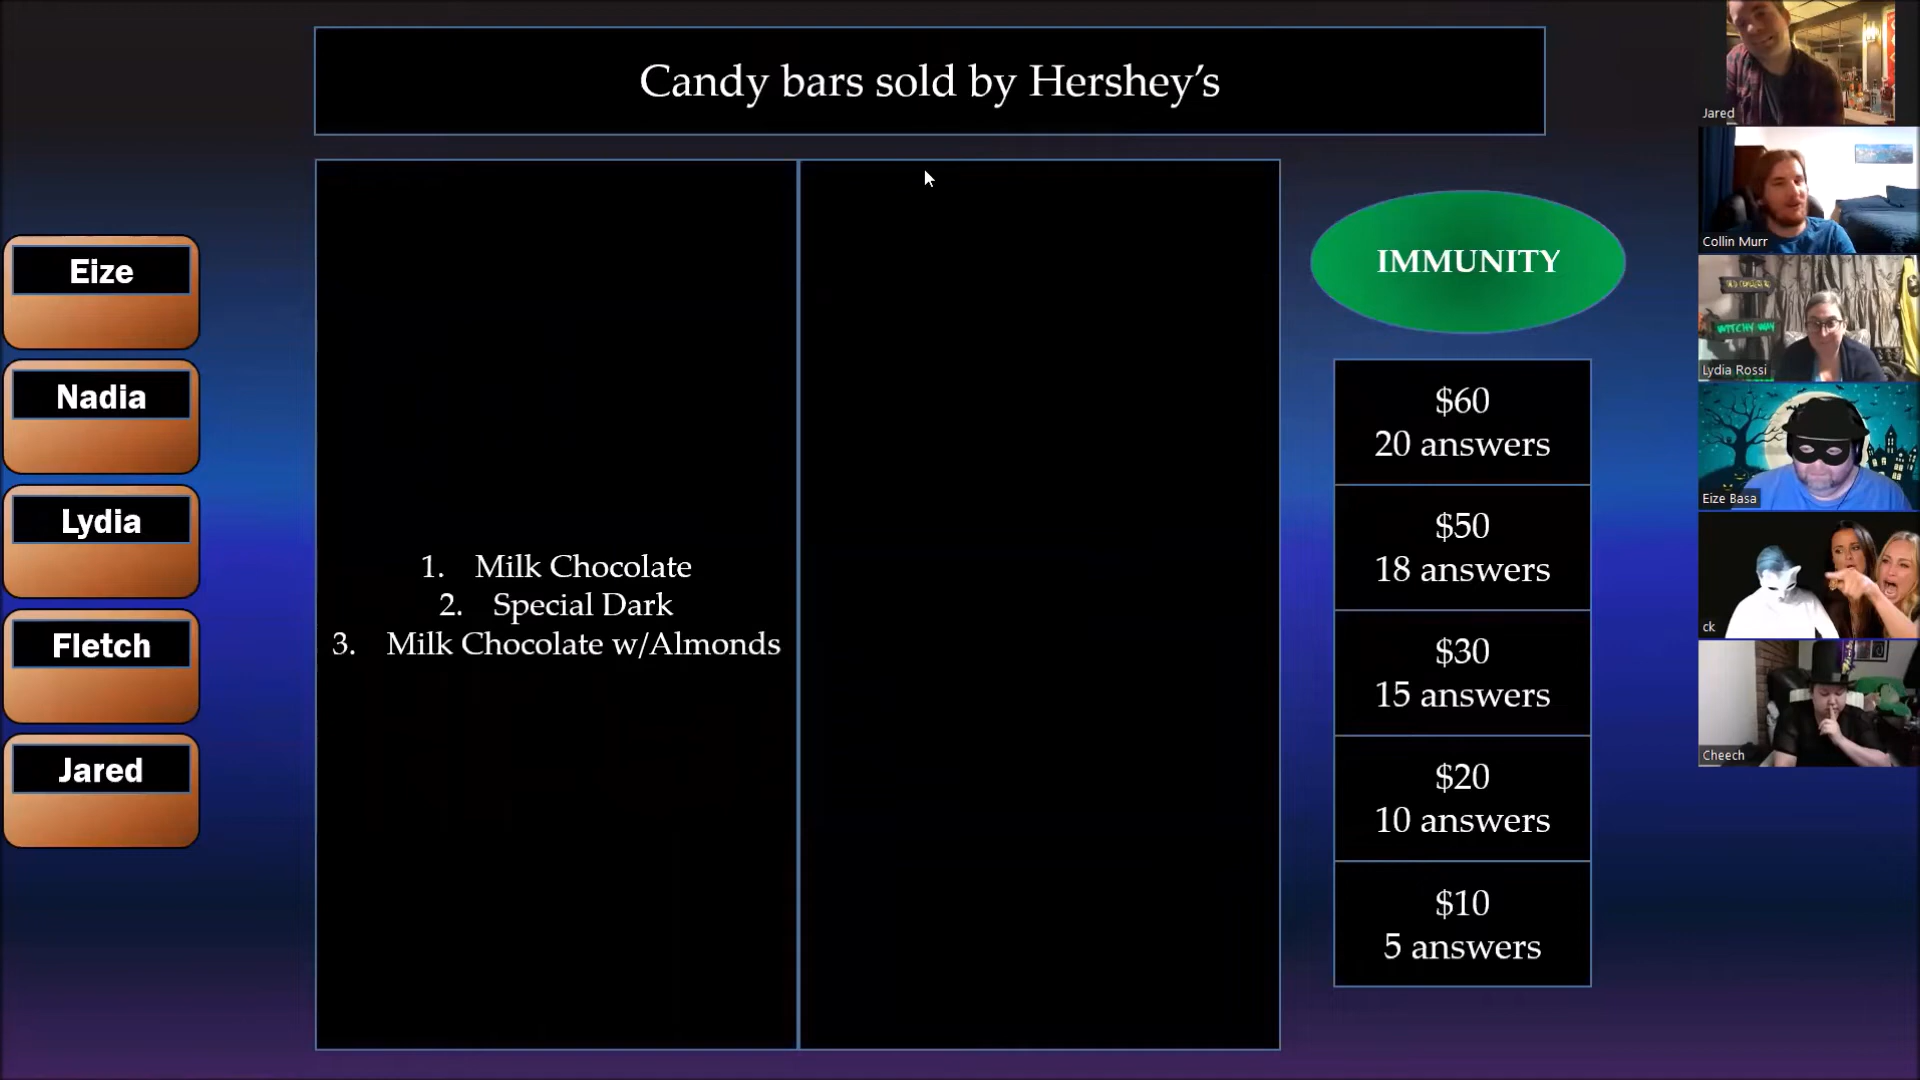 Candy bars sold by Hershey's
Eize
Nadia
Lydia
Fletch
Jared
1. Milk Chocolate
2. Special Dark
3. Milk Chocolate w/Almonds
IMMUNITY
$60
20 answers
$50
18 answers
$30
15 answers
$20
10 answers
$10
5 answers
Jared
Collin Murr
WITCHY WAY
Lydia Rossi
Eize Basa
ck
Cheech